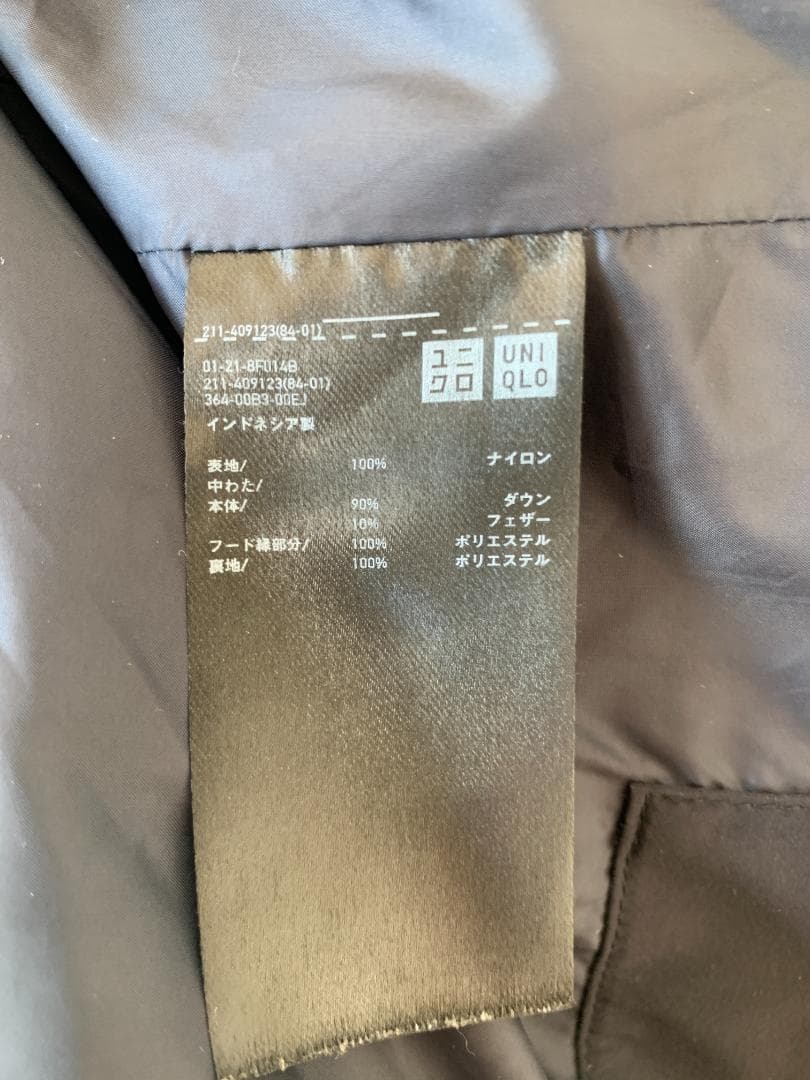 211-409123(84-01)
ユニクロ
UNIQLO
01-21-8F014B
211-409123(84-01)
364-00B3-00EJ
インドネシア製
表地/ 100% ナイロン
中わた/
本体/ 90% ダウン
10% フェザー
フード縁部分/ 100% ポリエステル
裏地/ 100% ポリエステル